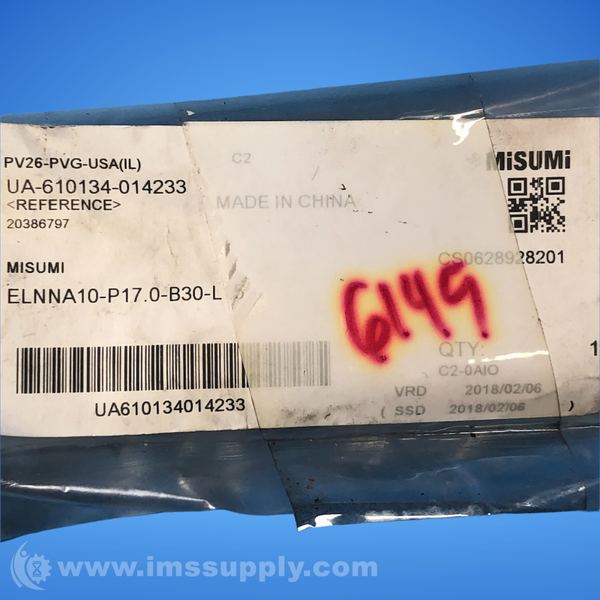 PV26-PVG-USA(IL)
C2
MiSUMi
UA-610134-014233
<REFERENCE>
MADE IN CHINA
20386797
CS0628928201
MISUMI
ELNNA10-P17.0-B30-L
6149
QTY: 1
C2-0AIO
VRD 2018/02/06
UA610134014233
( SSD 2018/02/06 )
www.imssupply.com